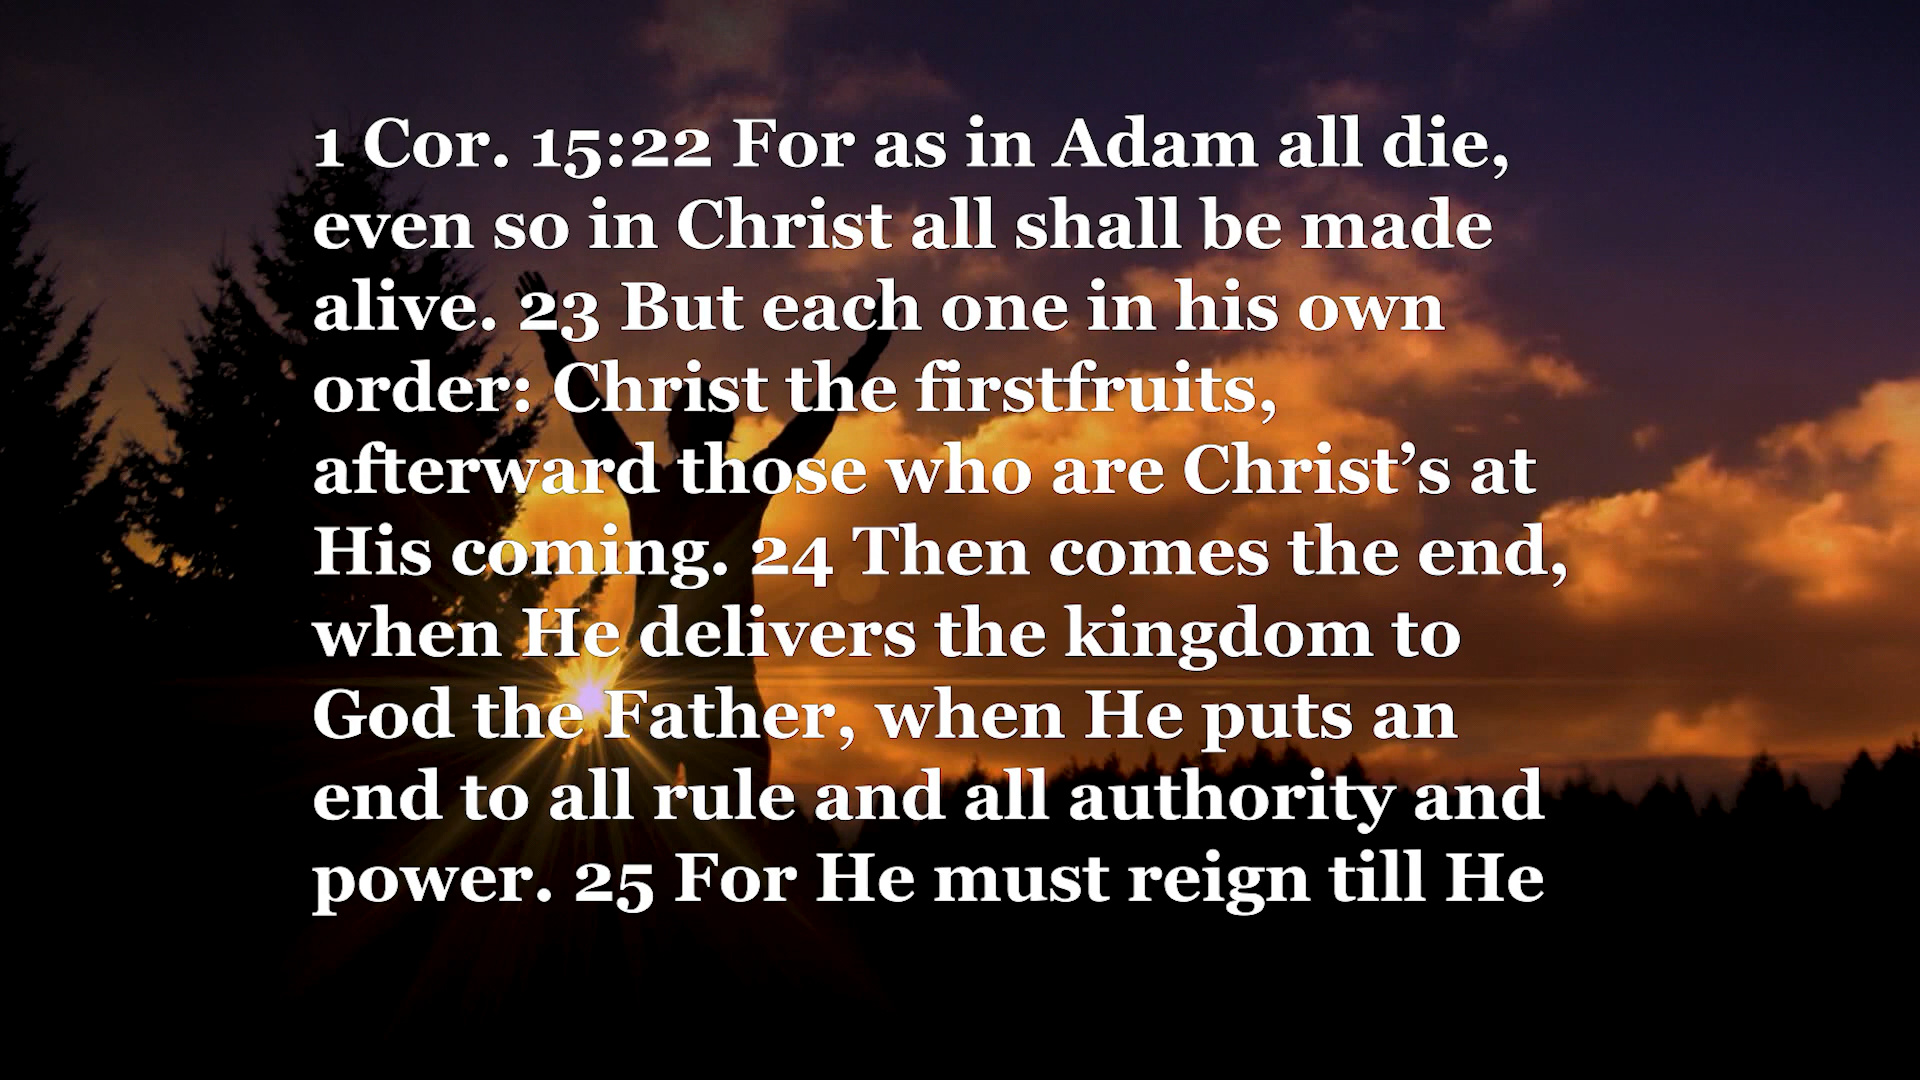 1 Cor. 15:22 For as in Adam all die,
even so in Christ all shall be made
alive. 23 But each one in his own
order: Christ the firstfruits,
afterward those who are Christ’s at
His coming. 24 Then comes the end,
when He delivers the kingdom to
God the Father, when He puts an
end to all rule and all authority and
power. 25 For He must reign till He